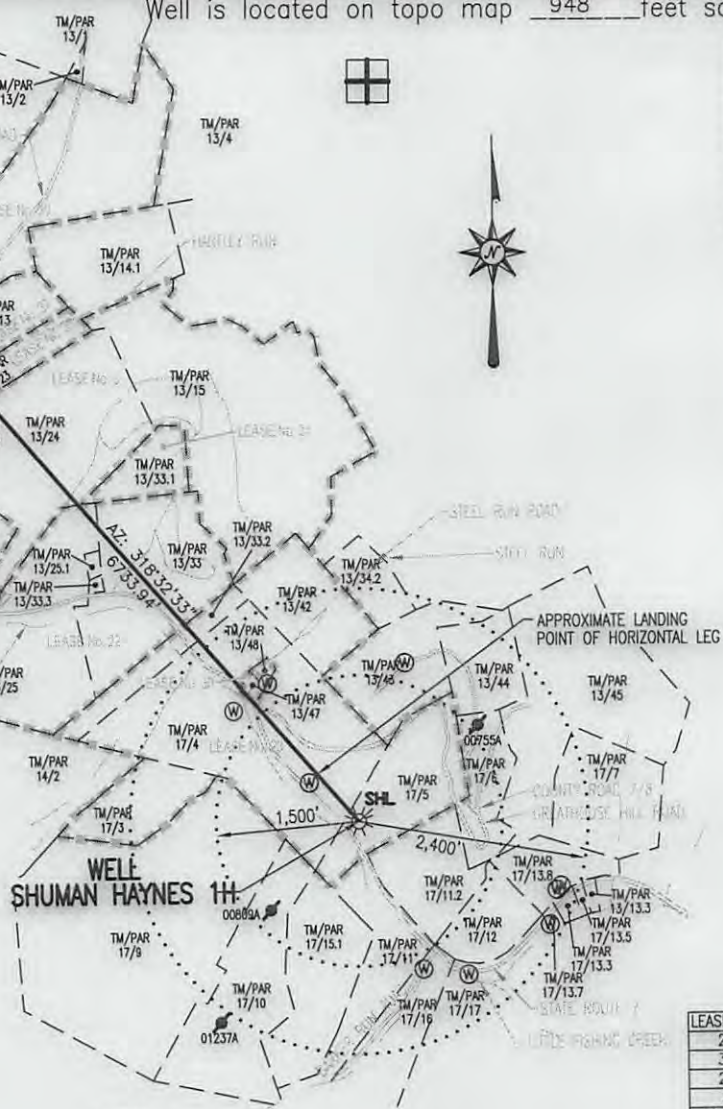 Well is located on topo map 948 feet so
TM/PAR
13/1
13/2
TM/PAR
13/4
TM/PAR
13/14.1
HARTLEY RUN
N
LEASE No.
TM/PAR
13/15
TM/PAR
13/24
LEASE No. 21
TM/PAR
13/33.1
AZ: 318°32'33"
6733.94'
TM/PAR
13/33.2
TM/PAR
13/25.1
TM/PAR
13/33
TM/PAR
13/33.3
STEEL RUN ROAD
STEEL RUN
TM/PAR
13/34.2
TM/PAR
13/42
LEASE No. 22
TM/PAR
13/48
APPROXIMATE LANDING
POINT OF HORIZONTAL LEG
TM/PAR
13/43
W
TM/PAR
13/44
TM/PAR
13/45
W
TM/PAR
13/47
W
TM/PAR
17/4
00755A
TM/PAR
14/2
TM/PAR
17/6
TM/PAR
17/7
W
TM/PAR
17/5
COUNTY ROAD 7/8
GREATHOUSE HILL ROAD
TM/PAR
17/3
SHL
1,500'
2,400'
WELL
SHUMAN HAYNES 1H
TM/PAR
17/13.8
TM/PAR
17/11.2
W
TM/PAR
13/13.3
00809A
TM/PAR
17/9
TM/PAR
17/15.1
TM/PAR
17/11
TM/PAR
17/12
W
TM/PAR
17/13.5
TM/PAR
17/13.3
TM/PAR
17/13.7
W
W
TM/PAR
17/10
TM/PAR
17/16
TM/PAR
17/17
STATE ROUTE 7
01237A
LITTLE FISHING CREEK
LEAS